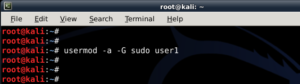 root@kali: ~
File Edit View Search Terminal Help
root@kali:~#
root@kali:~#
root@kali:~# usermod -a -G sudo user1
root@kali:~#
root@kali:~#